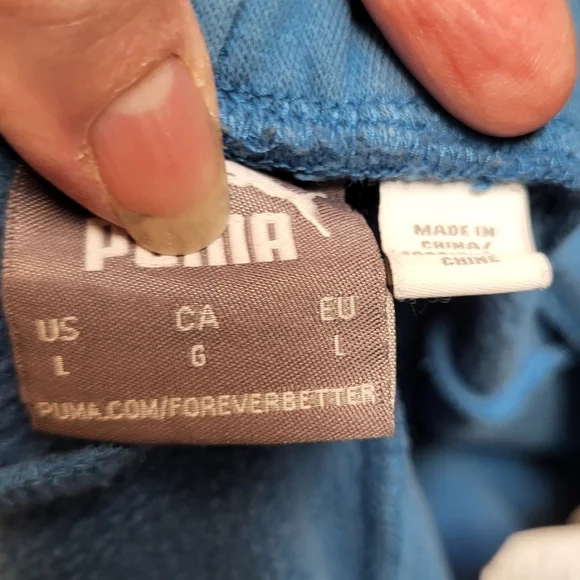 PUMA
US
CA
EU
L
G
L
PUMA.COM/FOREVERBETTER
MADE IN
CHINA/
CHINE